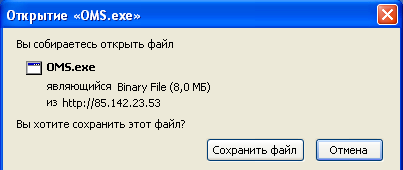 Открытие «OMS.exe»
Вы собираетесь открыть файл
OMS.exe
являющийся Binary File (8,0 МБ)
из http://85.142.23.53
Вы хотите сохранить этот файл?
Сохранить файл Отмена